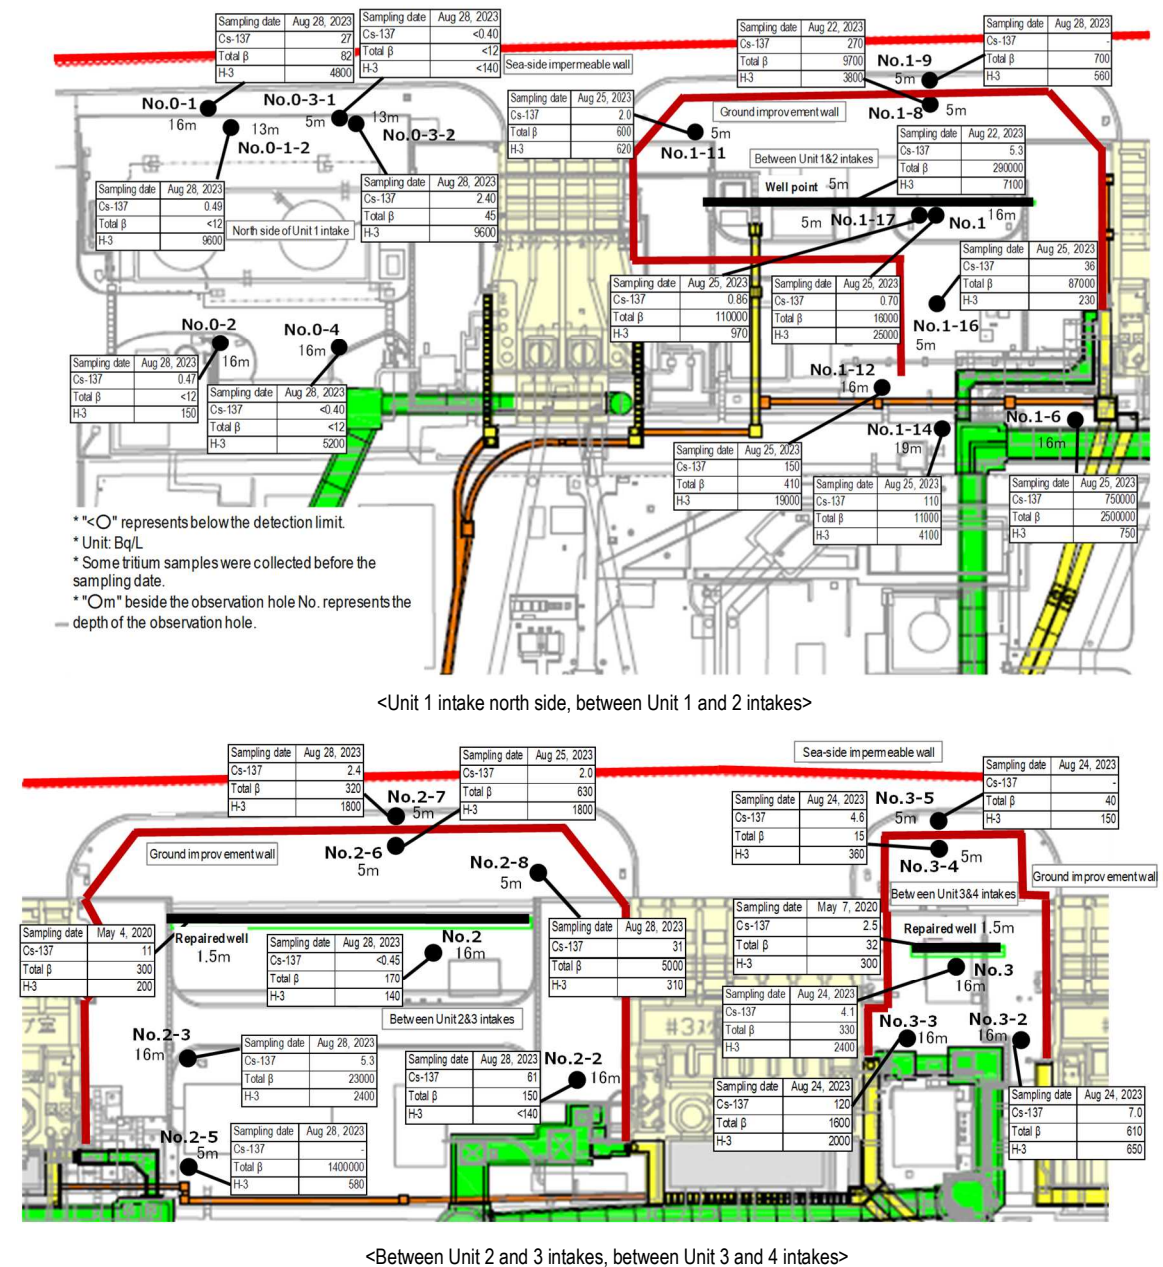 Sampling date Aug 28, 2023
Cs-137 27
Total β 82
H-3 4800
Sampling date Aug 28, 2023
Cs-137 <0.40
Total β <12
H-3 <140
Sea-side impermeable wall
Sampling date Aug 22, 2023
Cs-137 270
Total β 9700
H-3 3800
Sampling date Aug 28, 2023
Cs-137 -
Total β 700
H-3 560
No.1-9
5m
No.0-1
16m
No.0-3-1
5m
13m
No.0-3-2
13m
No.0-1-2
Sampling date Aug 25, 2023
Cs-137 2.0
Total β 600
H-3 620
5m
No.1-11
Ground improvement wall
No.1-8
5m
Between Unit 1&2 intakes
Sampling date Aug 22, 2023
Cs-137 5.3
Total β 290000
H-3 7100
Well point 5m
Sampling date Aug 28, 2023
Cs-137 0.49
Total β <12
H-3 9600
North side of Unit 1 intake
Sampling date Aug 28, 2023
Cs-137 2.40
Total β 45
H-3 9600
5m No.1-17
No.1 16m
Sampling date Aug 25, 2023
Cs-137 0.86
Total β 110000
H-3 970
Sampling date Aug 25, 2023
Cs-137 0.70
Total β 16000
H-3 25000
Sampling date Aug 25, 2023
Cs-137 36
Total β 87000
H-3 230
No.1-16
5m
No.0-2
16m
No.0-4
16m
Sampling date Aug 28, 2023
Cs-137 0.47
Total β <12
H-3 150
Sampling date Aug 28, 2023
Cs-137 <0.40
Total β <12
H-3 5200
No.1-12
16m
No.1-14
19m
No.1-6
16m
Sampling date Aug 25, 2023
Cs-137 150
Total β 410
H-3 19000
Sampling date Aug 25, 2023
Cs-137 110
Total β 11000
H-3 4100
Sampling date Aug 25, 2023
Cs-137 750000
Total β 2500000
H-3 750
* "<〇" represents below the detection limit.
* Unit: Bq/L
* Some tritium samples were collected before the
sampling date.
* "〇m" beside the observation hole No. represents the
depth of the observation hole.
<Unit 1 intake north side, between Unit 1 and 2 intakes>
Sampling date Aug 28, 2023
Cs-137 2.4
Total β 320
H-3 1800
Sampling date Aug 25, 2023
Cs-137 2.0
Total β 630
H-3 1800
Sea-side impermeable wall
Sampling date Aug 24, 2023
Cs-137 -
Total β 40
H-3 150
No.2-7
5m
Sampling date Aug 24, 2023
Cs-137 4.6
Total β 15
H-3 360
No.3-5
5m
Ground improvement wall
No.2-6
5m
No.2-8
5m
No.3-4
5m
Ground improvement wall
Between Unit 3&4 intakes
Sampling date May 4, 2020
Cs-137 11
Total β 300
H-3 200
Repaired well
1.5m
Sampling date Aug 28, 2023
Cs-137 <0.45
Total β 170
H-3 140
No.2
16m
Sampling date Aug 28, 2023
Cs-137 31
Total β 5000
H-3 310
Sampling date May 7, 2020
Cs-137 2.5
Total β 32
H-3 300
Repaired well 1.5m
No.3
16m
Sampling date Aug 24, 2023
Cs-137 4.1
Total β 330
H-3 2400
Between Unit 2&3 intakes
No.2-3
16m
Sampling date Aug 28, 2023
Cs-137 5.3
Total β 23000
H-3 2400
Sampling date Aug 28, 2023
Cs-137 61
Total β 150
H-3 <140
No.2-2
16m
No.3-3
16m
No.3-2
16m
Sampling date Aug 24, 2023
Cs-137 120
Total β 1600
H-3 2000
Sampling date Aug 24, 2023
Cs-137 7.0
Total β 610
H-3 650
No.2-5
5m
Sampling date Aug 28, 2023
Cs-137 -
Total β 1400000
H-3 580
<Between Unit 2 and 3 intakes, between Unit 3 and 4 intakes>